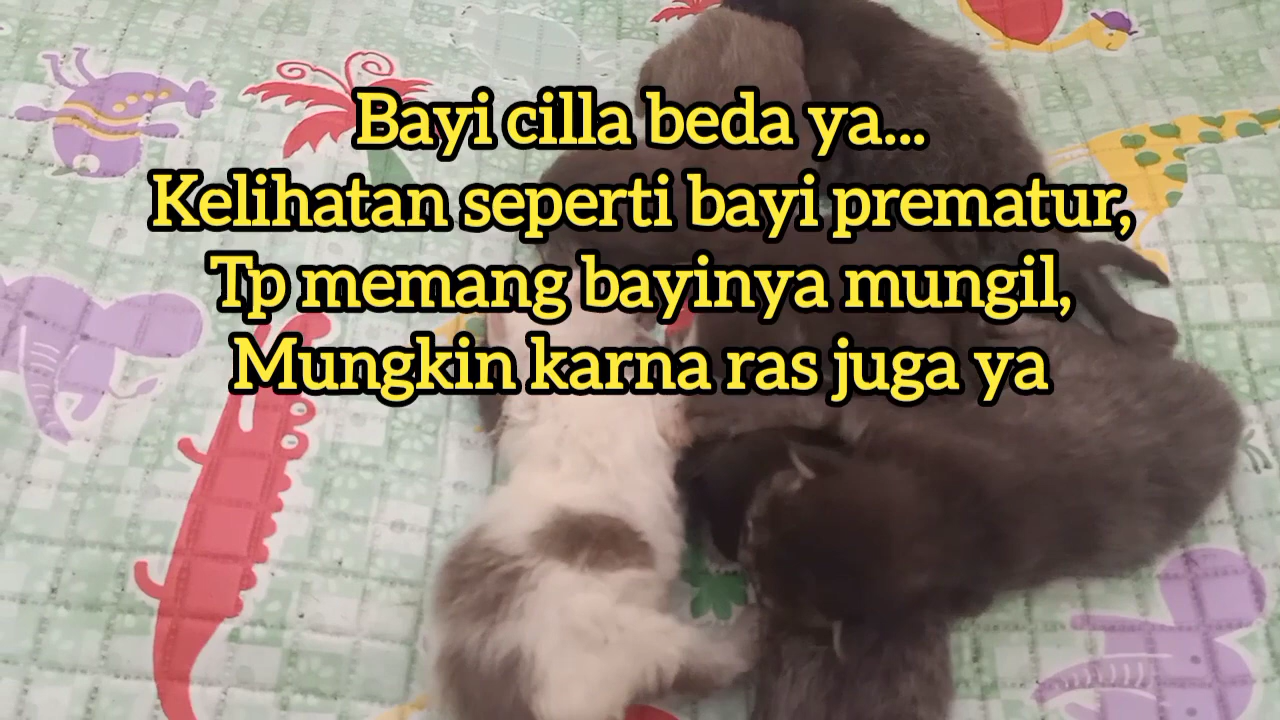 Bayi cilla beda ya...
Kelihatan seperti bayi prematur,
Tp memang bayinya mungil,
Mungkin karna ras juga ya